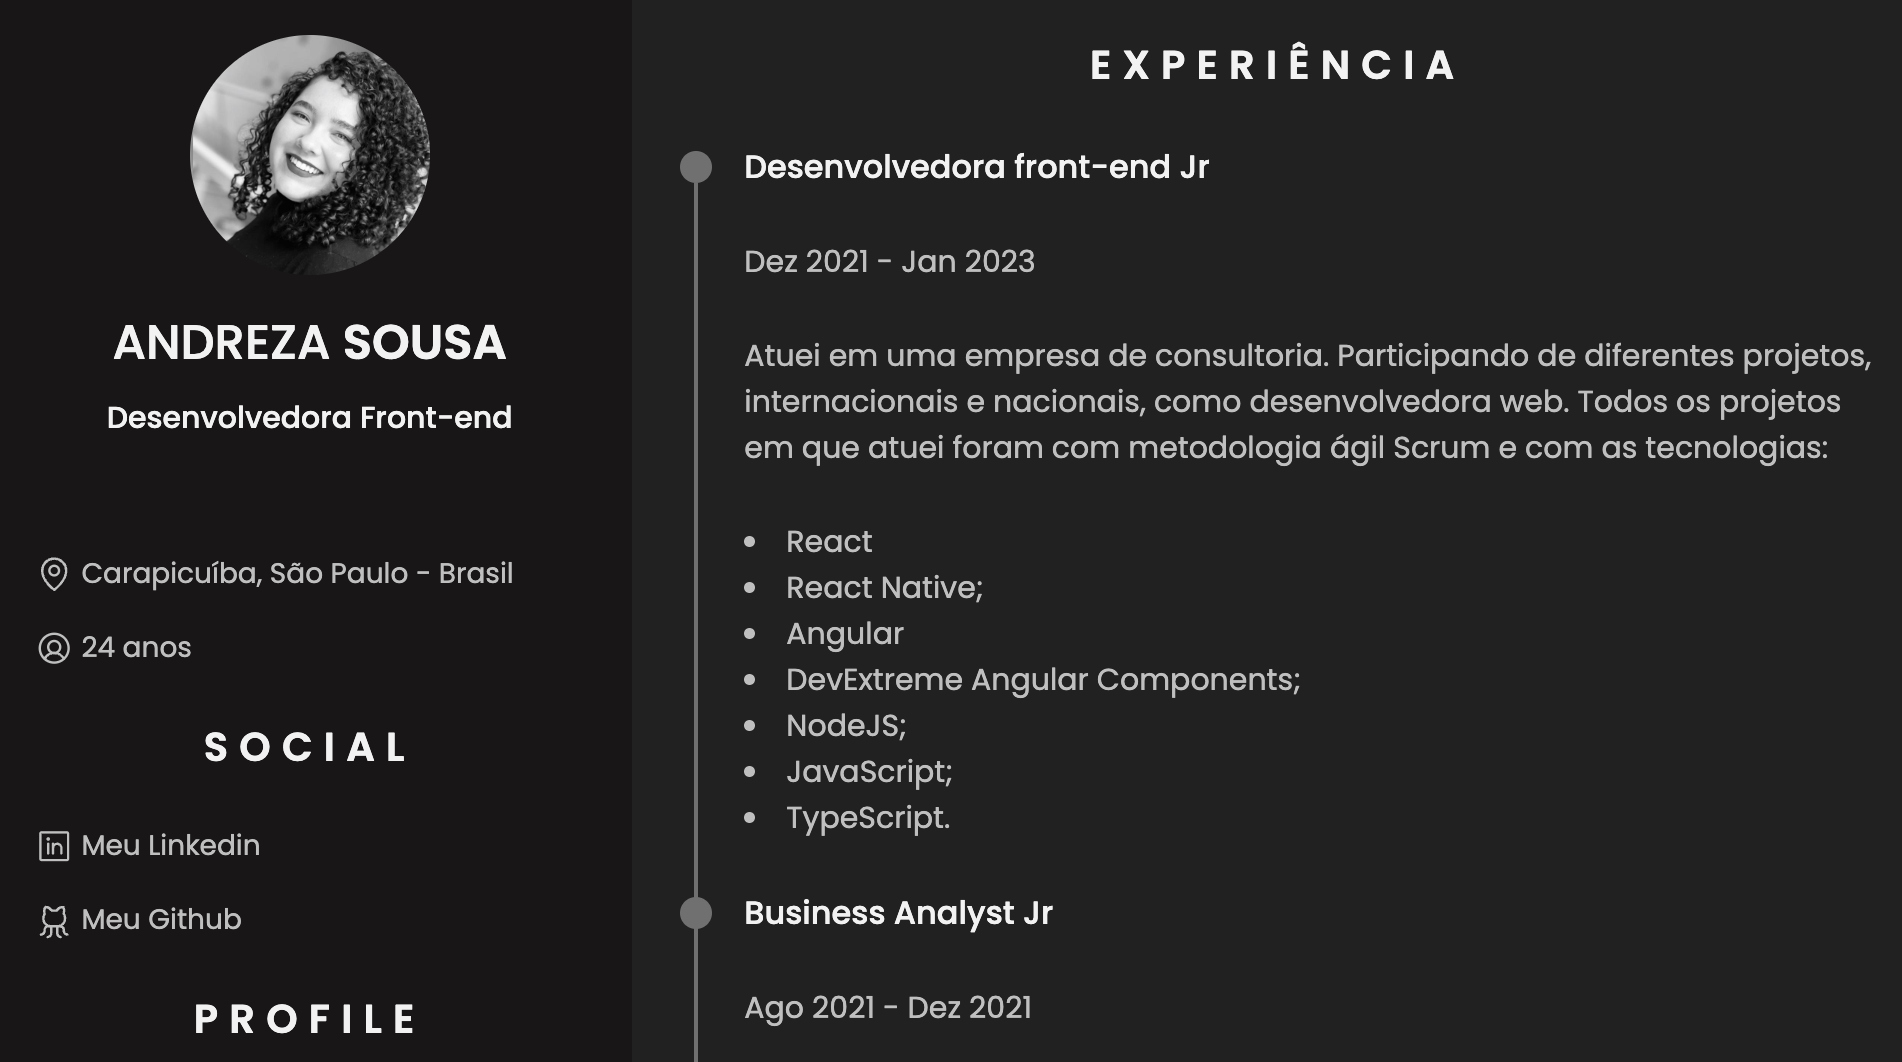 ANDREZA SOUSA
Desenvolvedora Front-end
Carapicuíba, São Paulo - Brasil
24 anos
SOCIAL
Meu Linkedin
Meu Github
PROFILE
EXPERIÊNCIA
Desenvolvedora front-end Jr
Dez 2021 - Jan 2023
Atuei em uma empresa de consultoria. Participando de diferentes projetos,
internacionais e nacionais, como desenvolvedora web. Todos os projetos
em que atuei foram com metodologia ágil Scrum e com as tecnologias:
• React
• React Native;
• Angular
• DevExtreme Angular Components;
• NodeJS;
• JavaScript;
• TypeScript.
Business Analyst Jr
Ago 2021 - Dez 2021